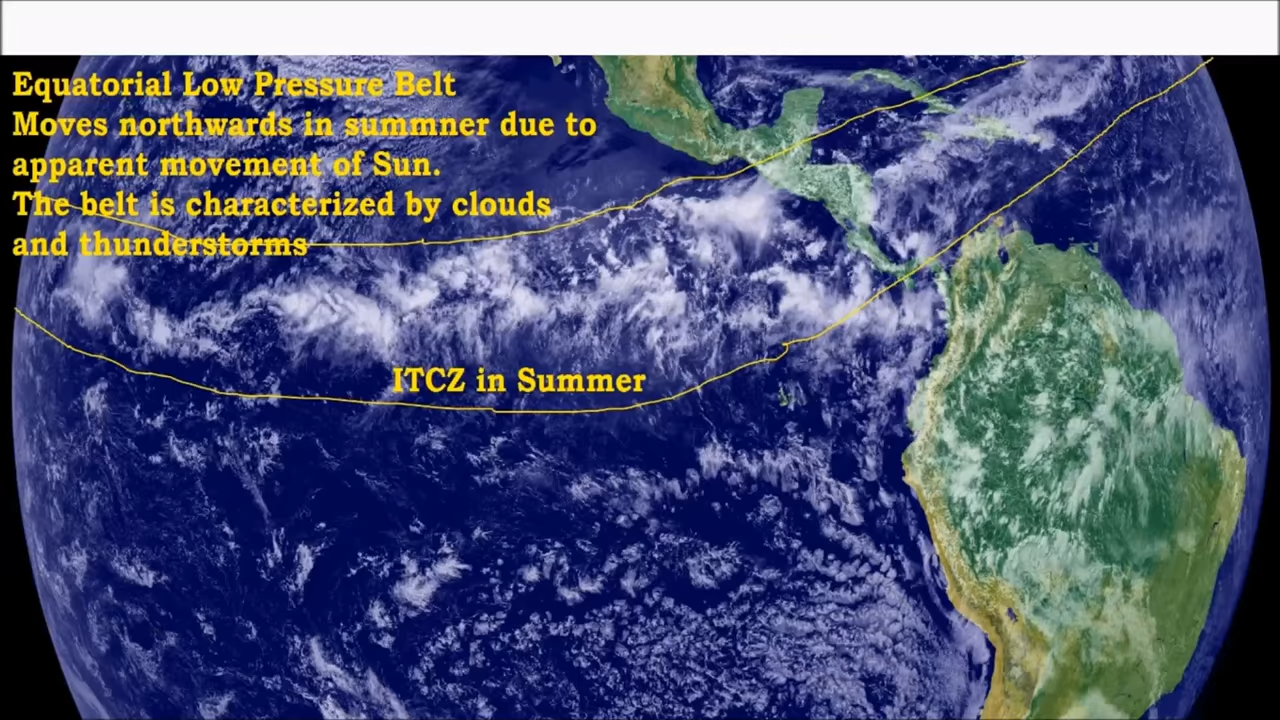 Equatorial Low Pressure Belt
Moves northwards in summner due to
apparent movement of Sun.
The belt is characterized by clouds
and thunderstorms
ITCZ in Summer